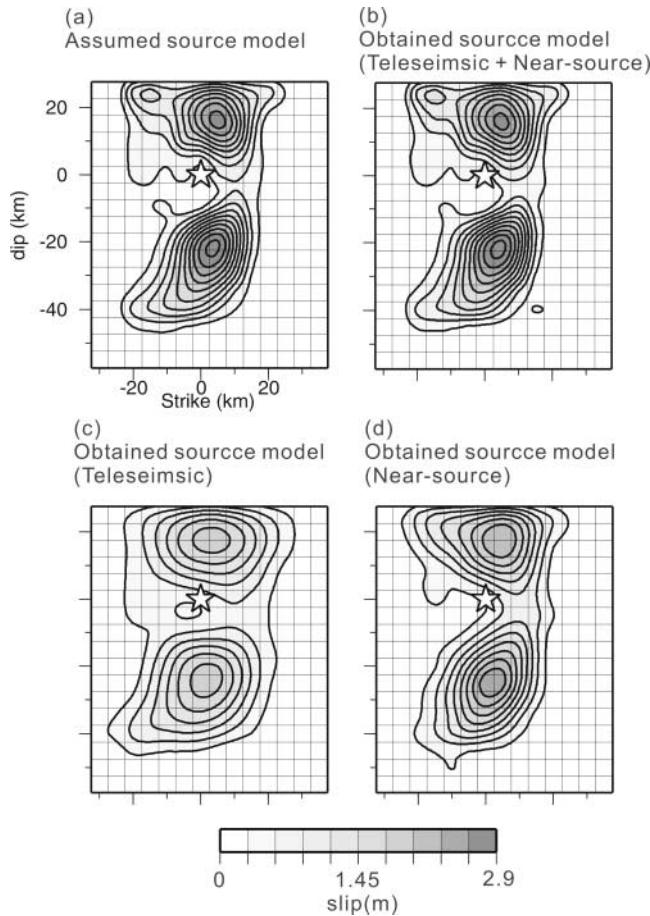 (a)
Assumed source model
(b)
Obtained sourcce model
(Teleseimsic + Near-source)
20
0
-20
-40
dip (km)
-20 0 20
Strike (km)
(c)
Obtained sourcce model
(Teleseimsic)
(d)
Obtained sourcce model
(Near-source)
0 1.45 2.9
slip(m)